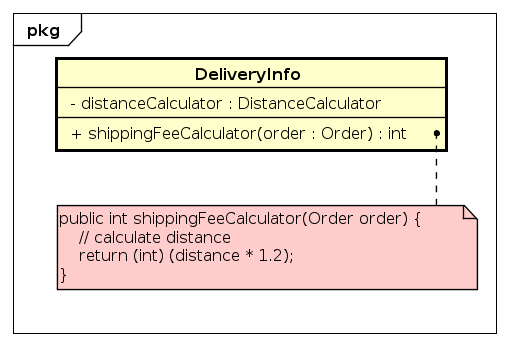 pkg
DeliveryInfo
- distanceCalculator : DistanceCalculator
+ shippingFeeCalculator(order : Order) : int
public int shippingFeeCalculator(Order order) {
    // calculate distance
    return (int) (distance * 1.2);
}